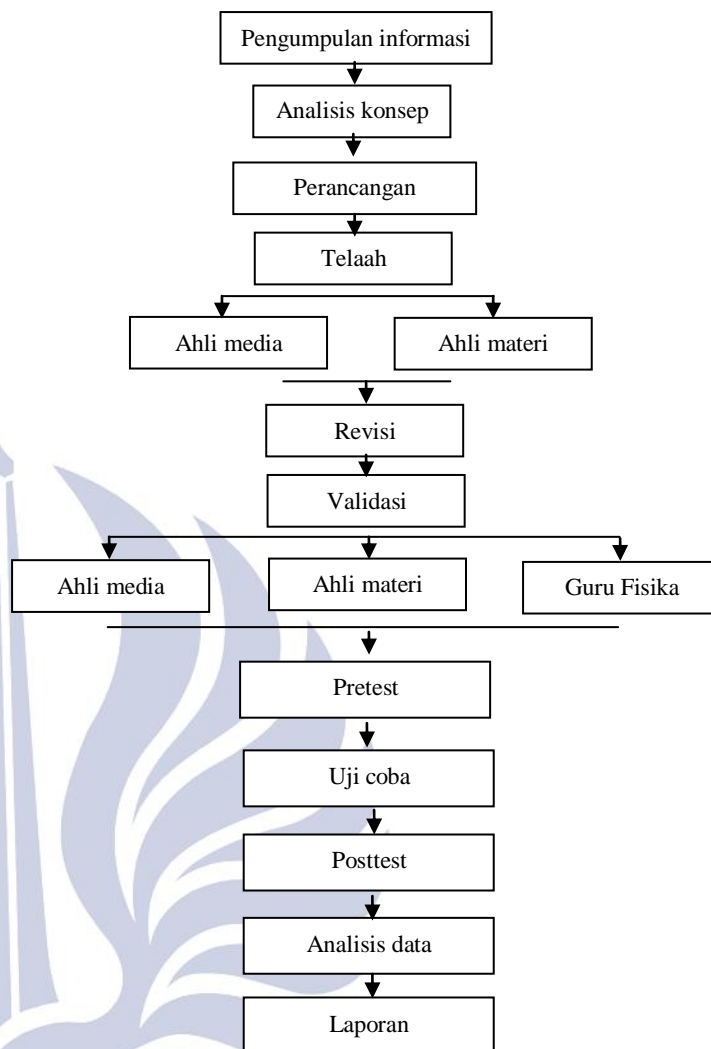 Pengumpulan informasi
Analisis konsep
Perancangan
Telaah
Ahli media
Ahli materi
Revisi
Validasi
Ahli media
Ahli materi
Guru Fisika
Pretest
Uji coba
Posttest
Analisis data
Laporan